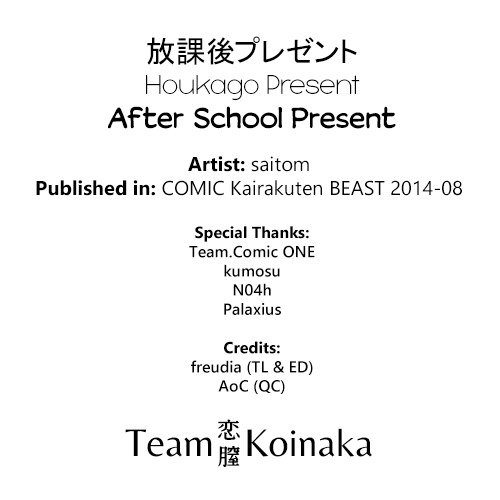 放課後プレゼント
Houkago Present
After School Present
Artist: saitom
Published in: COMIC Kairakuten BEAST 2014-08
Special Thanks:
Team.Comic ONE
kumosu
N04h
Palaxius
Credits:
freudia (TL & ED)
AoC (QC)
Team 恋膣 Koinaka